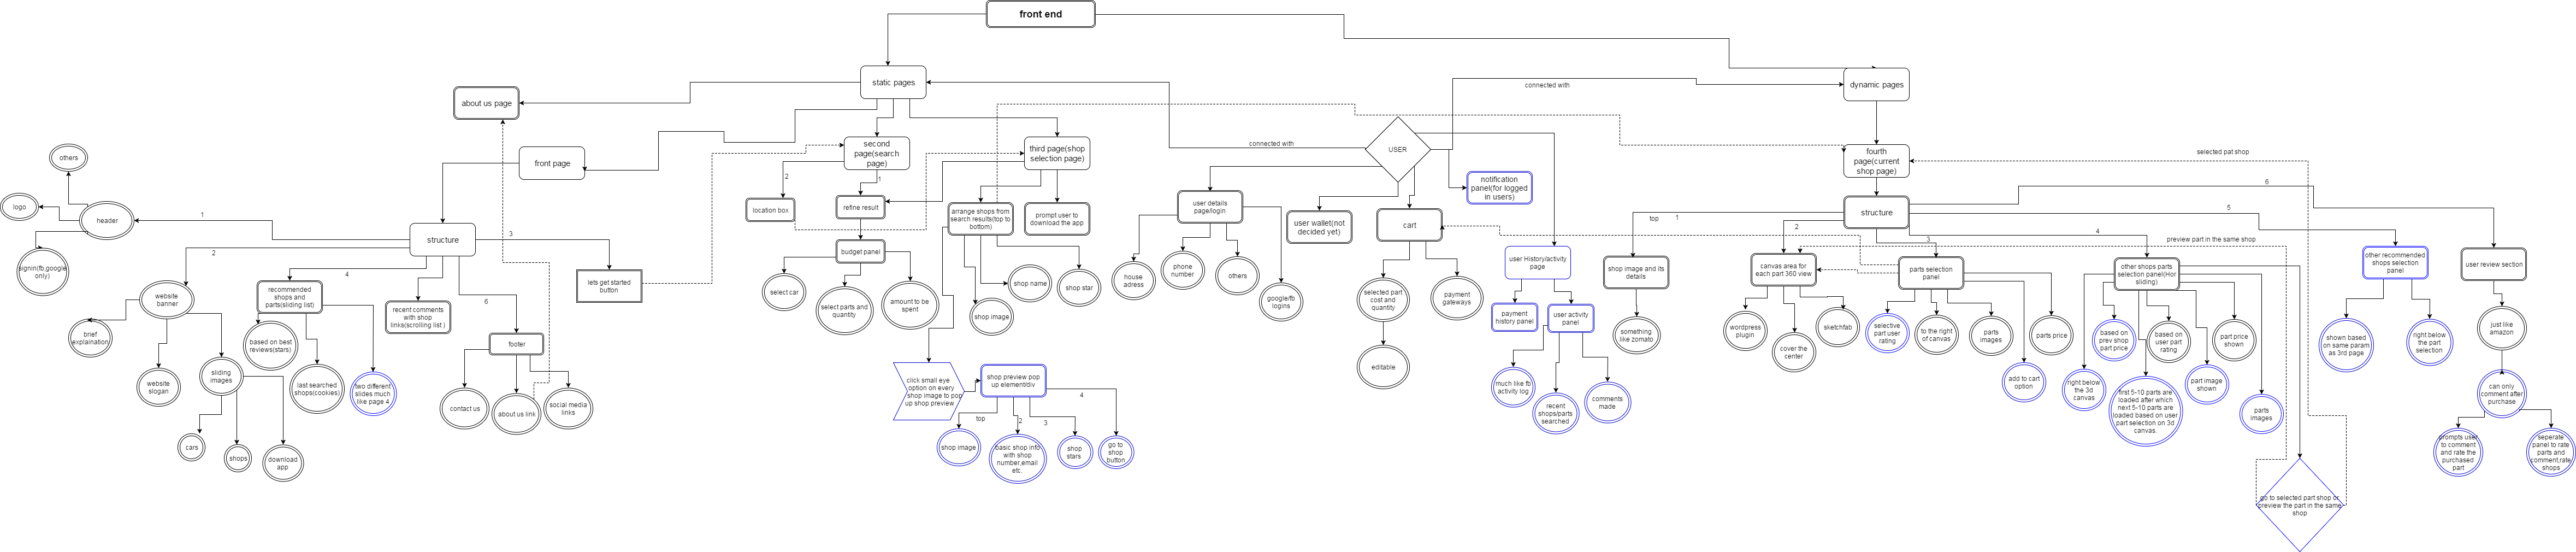 front end
static pages
dynamic pages
connected with
about us page
front page
second
page(search
page)
third page(shop
selection page)
connected with
USER
fourth
page(current
shop page)
selected pat shop
others
logo
header
1
signin(fb,google
only)
structure
2
3
4
6
website
banner
brief
explaination
website
slogan
sliding
images
cars
shops
download
app
recommended
shops and
parts(sliding list)
based on best
reviews(stars)
last searched
shops(cookies)
two different
slides much
like page 4
recent comments
with shop
links(scrolling list )
footer
contact us
about us link
social media
links
lets get started
button
2
1
location box
refine result
budget panel
select car
select parts and
quantity
amount to be
spent
arrange shops from
search results(top to
bottom)
prompt user to
download the app
shop name
shop star
shop image
click small eye
option on every
shop image to pop
up shop preview
shop preview pop
up element/div
top
2
3
4
shop image
basic shop info
with shop
number,email
etc.
shop
stars
go to
shop
button
user details
page/login
house
adress
phone
number
others
google/fb
logins
user wallet(not
decided yet)
cart
selected part
cost and
quantity
editable
payment
gateways
notification
panel(for logged
in users)
user History/activity
page
payment
history panel
user activity
panel
much like fb
activity log
recent
shops/parts
searched
comments
made
structure
top
1
2
3
4
5
6
preview part in the same shop
shop image and its
details
something
like zomato
canvas area for
each part 360 view
wordpress
plugin
cover the
center
sketchfab
parts selection
panel
selective
part user
rating
to the right
of canvas
parts
images
parts price
add to cart
option
other shops parts
selection panel(Hor
sliding)
right below
the 3d
canvas
based on
prev shop
part price
first 5-10 parts are
loaded after which
next 5-10 parts are
loaded based on user
part selection on 3d
canvas.
based on
user part
rating
part image
shown
part price
shown
parts
images
go to selected part shop or
preview the part in the same
shop
other recommended
shops selection
panel
shown based
on same param
as 3rd page
right below
the part
selection
user review section
just like
amazon
can only
comment after
purchase
prompts user
to comment
and rate the
purchased
part
seperate
panel to rate
parts and
comment,rate
shops